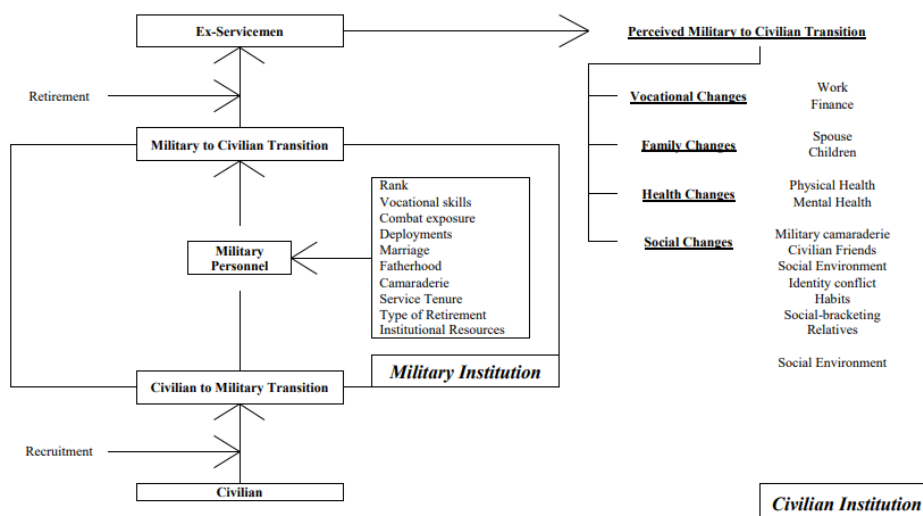 Ex-Servicemen
Perceived Military to Civilian Transition
Retirement
Vocational Changes
Work
Finance
Military to Civilian Transition
Family Changes
Spouse
Children
Rank
Vocational skills
Combat exposure
Deployments
Marriage
Fatherhood
Camaraderie
Service Tenure
Type of Retirement
Institutional Resources
Health Changes
Physical Health
Mental Health
Military
Personnel
Social Changes
Military camaraderie
Civilian Friends
Social Environment
Identity conflict
Habits
Social-bracketing
Relatives
Social Environment
Military Institution
Civilian to Military Transition
Recruitment
Civilian
Civilian Institution